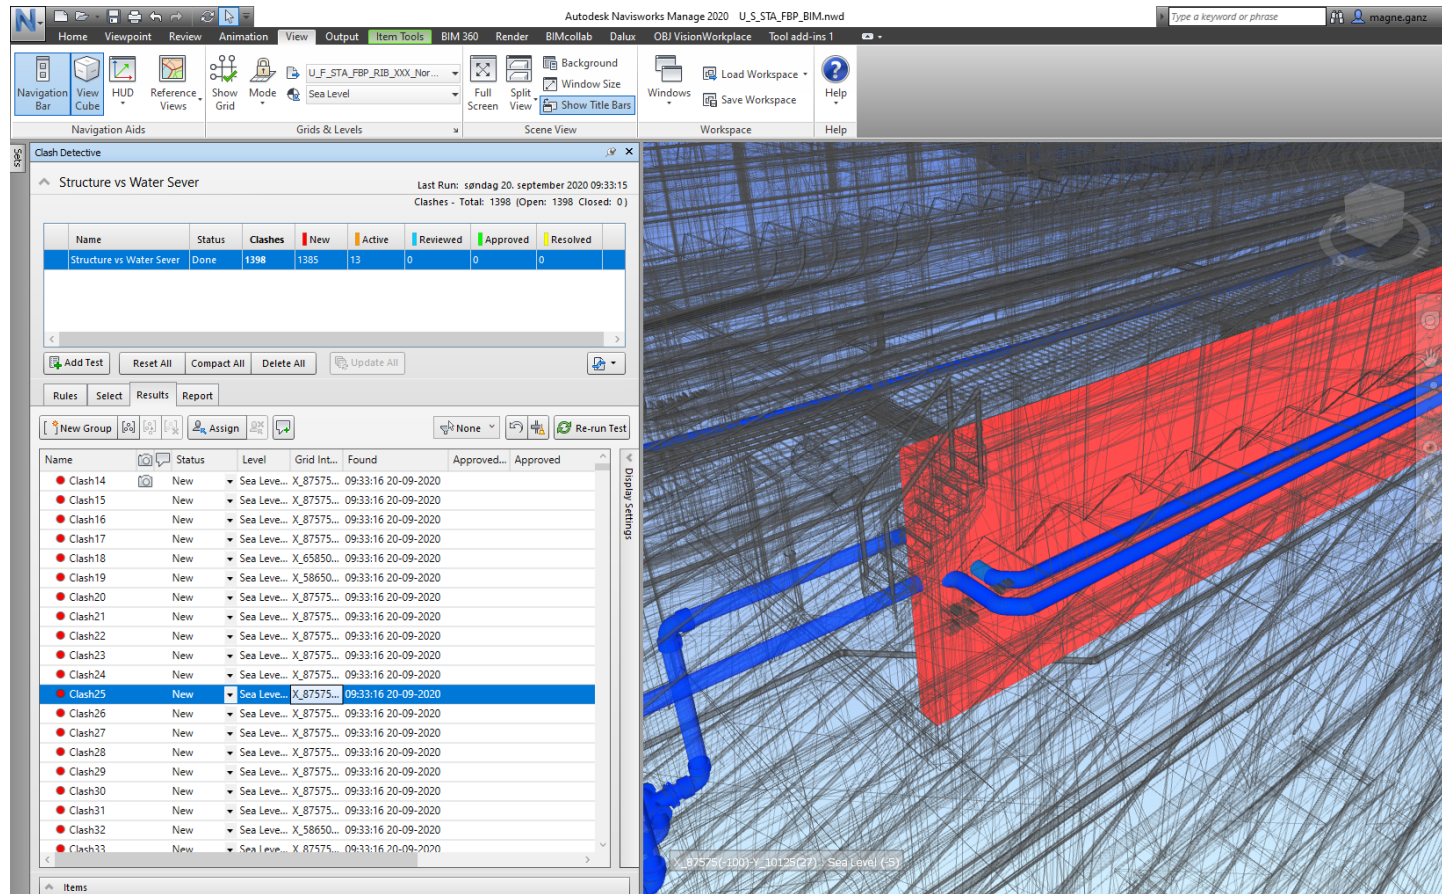 Autodesk Navisworks Manage 2020 U_S_STA_FBP_BIM.nwd
Type a keyword or phrase
magne.ganz
Home Viewpoint Review Animation View Output Item Tools BIM 360 Render BIMcollab Dalux OBJ VisionWorkplace Tool add-ins 1
Navigation Bar
View Cube
HUD
Reference Views
Navigation Aids
Show Grid
Mode
U_F_STA_FBP_RIB_XXX_Nor...
Sea Level
Grids & Levels
Full Screen
Split View
Background
Window Size
Show Title Bars
Scene View
Windows
Load Workspace
Save Workspace
Workspace
Help
Help
Sets
Clash Detective
Structure vs Water Sever
Last Run: søndag 20. september 2020 09:33:15
Clashes - Total: 1398 (Open: 1398 Closed: 0)
Name Status Clashes New Active Reviewed Approved Resolved
Structure vs Water Sever Done 1398 1385 13 0 0 0
Add Test Reset All Compact All Delete All Update All
Rules Select Results Report
New Group Assign None Re-run Test
Name Status Level Grid Int... Found Approved... Approved
Clash14 New Sea Leve... X_87575... 09:33:16 20-09-2020
Clash15 New Sea Leve... X_87575... 09:33:16 20-09-2020
Clash16 New Sea Leve... X_87575... 09:33:16 20-09-2020
Clash17 New Sea Leve... X_87575... 09:33:16 20-09-2020
Clash18 New Sea Leve... X_65850... 09:33:16 20-09-2020
Clash19 New Sea Leve... X_58650... 09:33:16 20-09-2020
Clash20 New Sea Leve... X_87575... 09:33:16 20-09-2020
Clash21 New Sea Leve... X_87575... 09:33:16 20-09-2020
Clash22 New Sea Leve... X_87575... 09:33:16 20-09-2020
Clash23 New Sea Leve... X_87575... 09:33:16 20-09-2020
Clash24 New Sea Leve... X_87575... 09:33:16 20-09-2020
Clash25 New Sea Leve... X_87575... 09:33:16 20-09-2020
Clash26 New Sea Leve... X_87575... 09:33:16 20-09-2020
Clash27 New Sea Leve... X_87575... 09:33:16 20-09-2020
Clash28 New Sea Leve... X_87575... 09:33:16 20-09-2020
Clash29 New Sea Leve... X_87575... 09:33:16 20-09-2020
Clash30 New Sea Leve... X_87575... 09:33:16 20-09-2020
Clash31 New Sea Leve... X_87575... 09:33:16 20-09-2020
Clash32 New Sea Leve... X_58650... 09:33:16 20-09-2020
Clash33 New Sea Leve... X_87575... 09:33:16 20-09-2020
Display Settings
Items
X_87575(-100)-Y_10125(27) : Sea Level (-5)